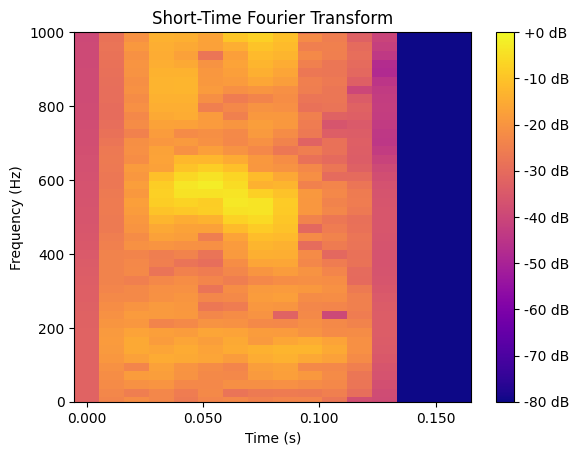 Short-Time Fourier Transform
1000
800
600
400
200
0
Frequency (Hz)
0.000
0.050
0.100
0.150
Time (s)
+0 dB
-10 dB
-20 dB
-30 dB
-40 dB
-50 dB
-60 dB
-70 dB
-80 dB